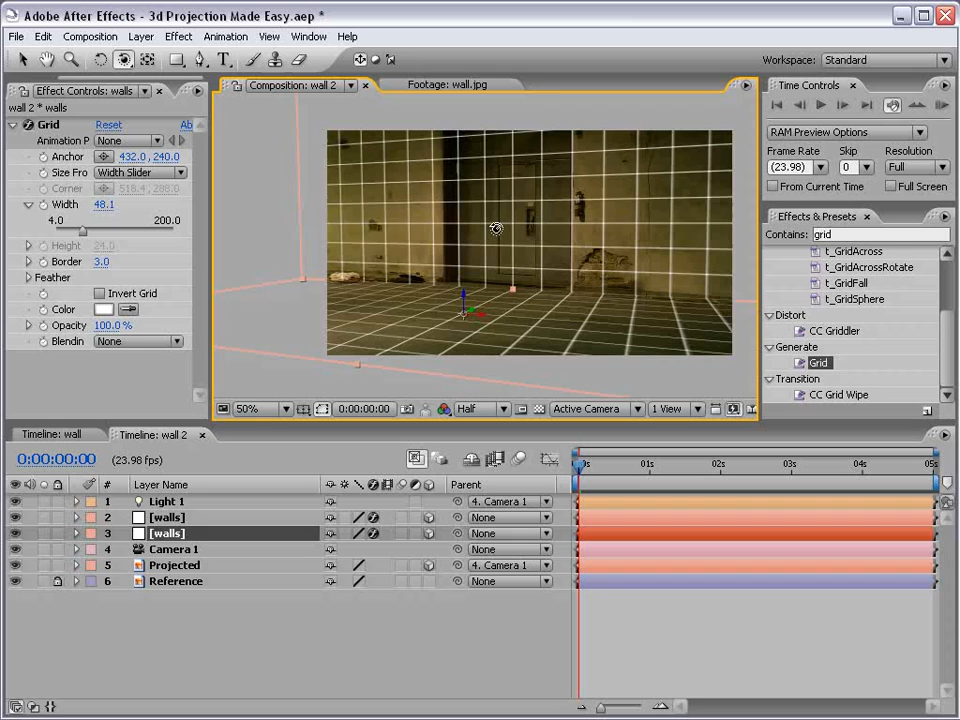 Adobe After Effects - 3d Projection Made Easy.aep *
File Edit Composition Layer Effect Animation View Window Help
Workspace: Standard
Effect Controls: walls
Composition: wall 2
Footage: wall.jpg
Time Controls
wall 2 * walls
Grid Reset Ab
Animation P None
Anchor 432.0, 240.0
Size Fro Width Slider
Corner 518.4, 288.0
Width 48.1
4.0 200.0
Height 24.0
Border 3.0
Feather
Invert Grid
Color
Opacity 100.0 %
Blendin None
RAM Preview Options
Frame Rate Skip Resolution
(23.98) 0 Full
From Current Time Full Screen
Effects & Presets
Contains: grid
t_GridAcross
t_GridAcrossRotate
t_GridFall
t_GridSphere
Distort
CC Griddler
Generate
Grid
Transition
CC Grid Wipe
50% 0:00:00:00 Half Active Camera 1 View
Timeline: wall Timeline: wall 2
0:00:00:00 (23.98 fps)
# Layer Name Parent
01s 02s 03s 04s 05s
1 Light 1 4. Camera 1
2 [walls] None
3 [walls] None
4 Camera 1 None
5 Projected 4. Camera 1
6 Reference None